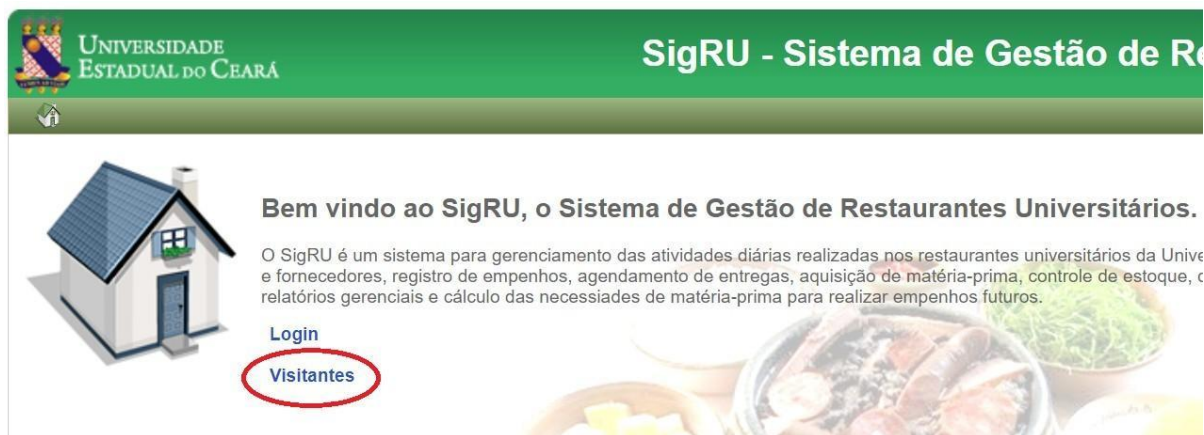 UNIVERSIDADE
ESTADUAL DO CEARÁ
SigRU - Sistema de Gestão de Re
Bem vindo ao SigRU, o Sistema de Gestão de Restaurantes Universitários.
O SigRU é um sistema para gerenciamento das atividades diárias realizadas nos restaurantes universitários da Unive
e fornecedores, registro de empenhos, agendamento de entregas, aquisição de matéria-prima, controle de estoque, c
relatórios gerenciais e cálculo das necessiades de matéria-prima para realizar empenhos futuros.
Login
Visitantes